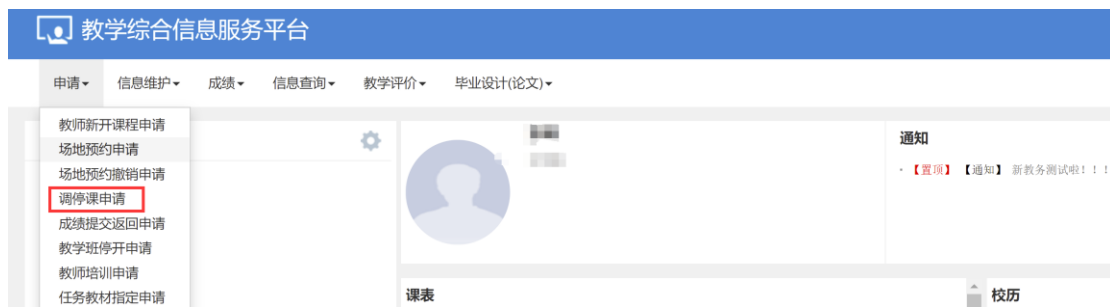 教学综合信息服务平台
申请 信息维护 成绩 信息查询 教学评价 毕业设计(论文)
教师新开课程申请
场地预约申请
场地预约撤销申请
调停课申请
成绩提交返回申请
教学班停开申请
教师培训申请
任务教材指定申请
通知
·【置顶】【通知】 新教务测试啦！！！
课表
校历